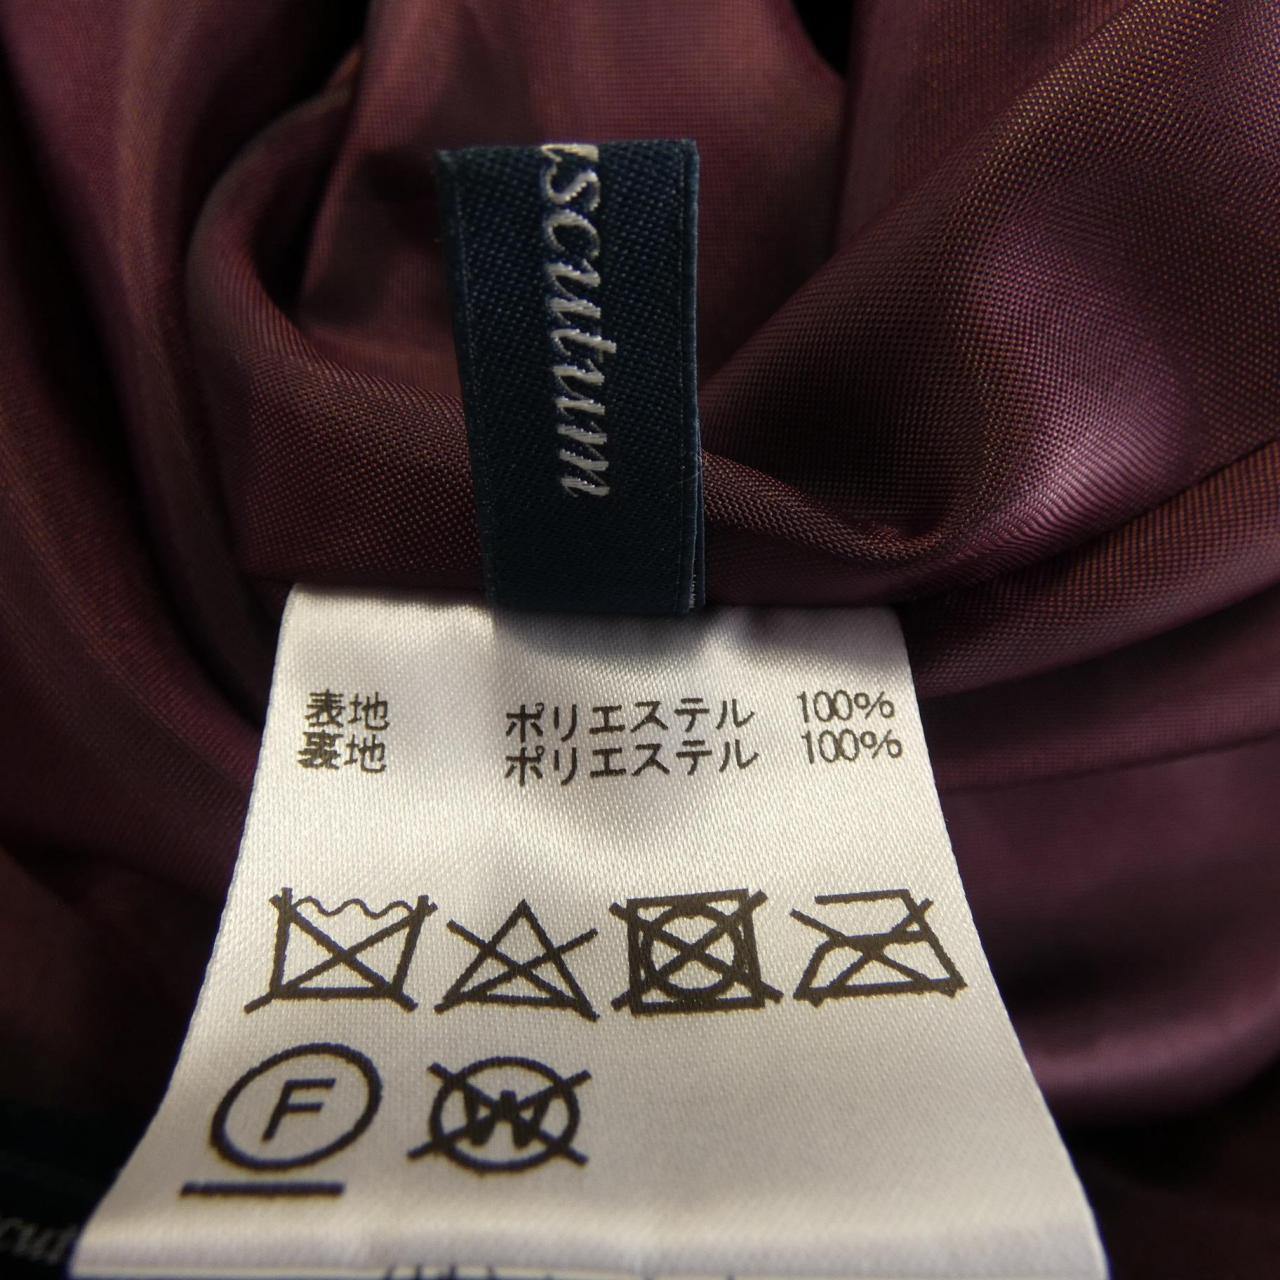 scutum
表地 ポリエステル 100%
裏地 ポリエステル 100%
F W